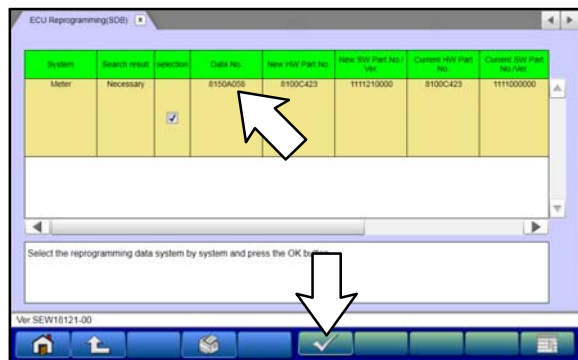 ECU Reprogramming(SDB) x
System Search result selection Data No. New HW Part No. New SW Part No./Ver. Current HW Part No. Current SW Part No./Ver.
Meter Necessary 8150A058 8100C423 1111210000 8100C423 1111000000
Select the reprogramming data system by system and press the OK
Ver.SEW18121-00